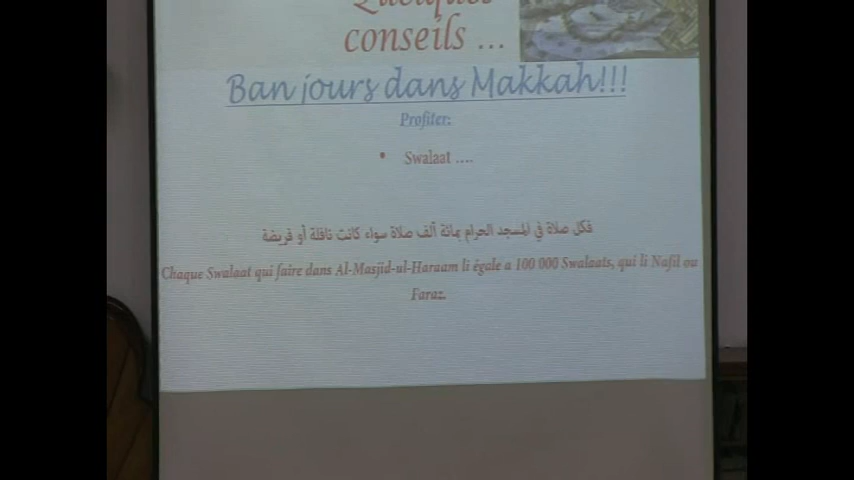 Quelques
conseils ...
Ban jours dans Makkah!!!
Profiter:
• Swalaat ....
فكل صلاة في المسجد الحرام بمائة ألف صلاة سواء كانت نافلة أو فريضة
Chaque Swalaat qui faire dans Al-Masjid-ul-Haraam li égale a 100 000 Swalaats, qui li Nafil ou
Faraz.